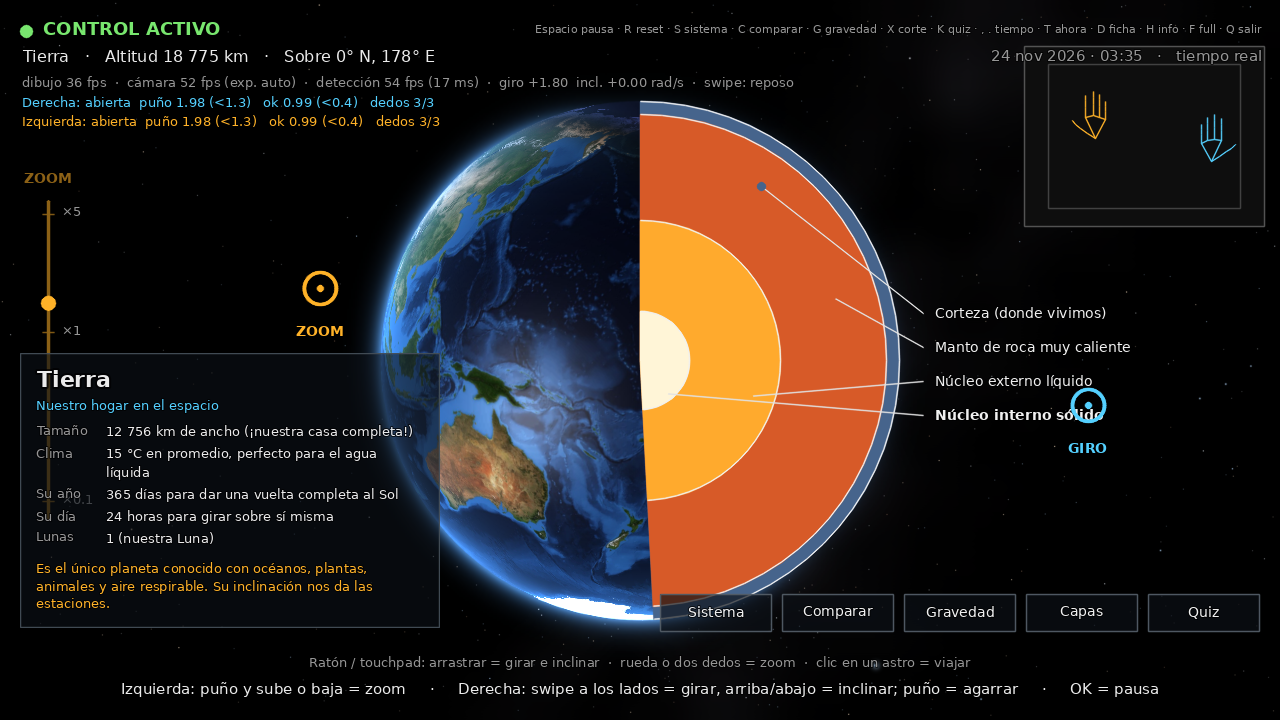 CONTROL ACTIVO
Espacio pausa · R reset · S sistema · C comparar · G gravedad · X corte · K quiz · , . tiempo · T ahora · D ficha · H info · F full · Q salir
Tierra · Altitud 18 775 km · Sobre 0° N, 178° E
24 nov 2026 · 03:35 · tiempo real
dibujo 36 fps · cámara 52 fps (exp. auto) · detección 54 fps (17 ms) · giro +1.80 incl. +0.00 rad/s · swipe: reposo
Derecha: abierta puño 1.98 (<1.3) ok 0.99 (<0.4) dedos 3/3
Izquierda: abierta puño 1.98 (<1.3) ok 0.99 (<0.4) dedos 3/3
ZOOM
×5
×1
×0.1
ZOOM
Tierra
Nuestro hogar en el espacio
Tamaño 12 756 km de ancho (¡nuestra casa completa!)
Clima 15 °C en promedio, perfecto para el agua
líquida
Su año 365 días para dar una vuelta completa al Sol
Su día 24 horas para girar sobre sí misma
Lunas 1 (nuestra Luna)
Es el único planeta conocido con océanos, plantas,
animales y aire respirable. Su inclinación nos da las
estaciones.
Corteza (donde vivimos)
Manto de roca muy caliente
Núcleo externo líquido
Núcleo interno sólido
GIRO
Sistema
Comparar
Gravedad
Capas
Quiz
Ratón / touchpad: arrastrar = girar e inclinar · rueda o dos dedos = zoom · clic en un astro = viajar
Izquierda: puño y sube o baja = zoom · Derecha: swipe a los lados = girar, arriba/abajo = inclinar; puño = agarrar · OK = pausa